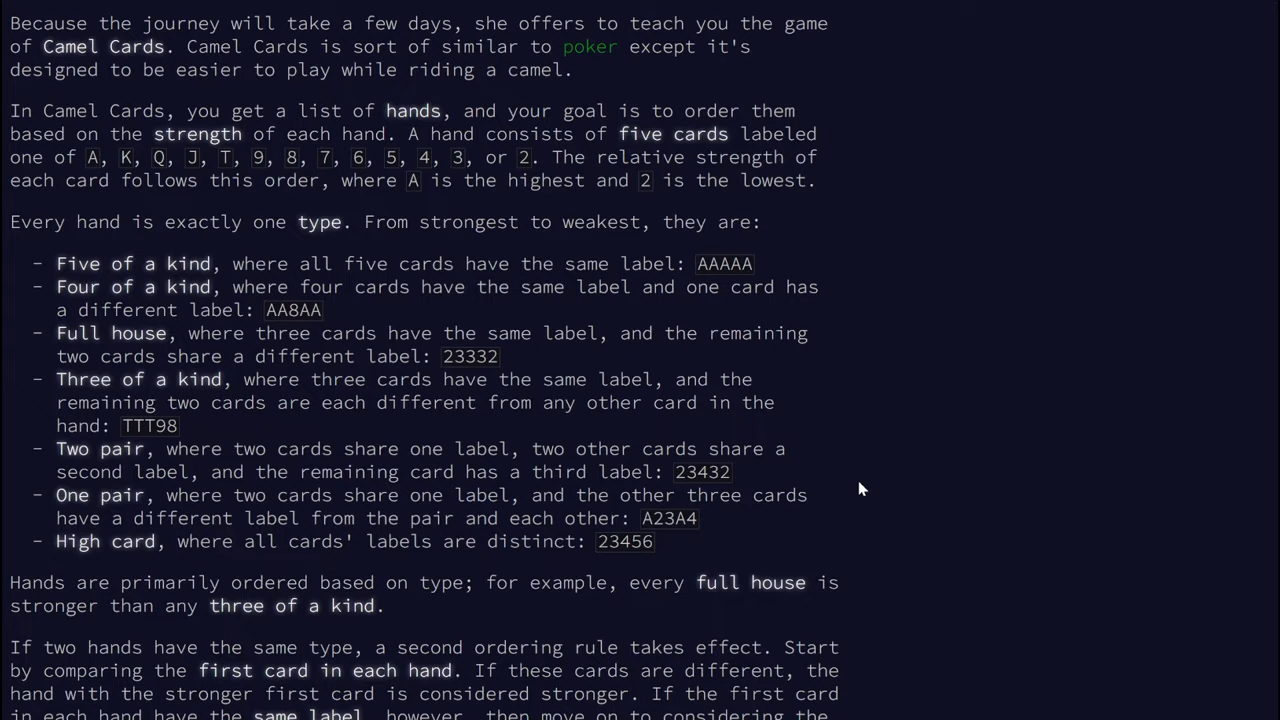 Because the journey will take a few days, she offers to teach you the game
of Camel Cards. Camel Cards is sort of similar to poker except it's
designed to be easier to play while riding a camel.
In Camel Cards, you get a list of hands, and your goal is to order them
based on the strength of each hand. A hand consists of five cards labeled
one of A, K, Q, J, T, 9, 8, 7, 6, 5, 4, 3, or 2. The relative strength of
each card follows this order, where A is the highest and 2 is the lowest.
Every hand is exactly one type. From strongest to weakest, they are:
- Five of a kind, where all five cards have the same label: AAAAA
- Four of a kind, where four cards have the same label and one card has
a different label: AA8AA
- Full house, where three cards have the same label, and the remaining
two cards share a different label: 23332
- Three of a kind, where three cards have the same label, and the
remaining two cards are each different from any other card in the
hand: TTT98
- Two pair, where two cards share one label, two other cards share a
second label, and the remaining card has a third label: 23432
- One pair, where two cards share one label, and the other three cards
have a different label from the pair and each other: A23A4
- High card, where all cards' labels are distinct: 23456
Hands are primarily ordered based on type; for example, every full house is
stronger than any three of a kind.
If two hands have the same type, a second ordering rule takes effect. Start
by comparing the first card in each hand. If these cards are different, the
hand with the stronger first card is considered stronger. If the first card
in each hand have the same label, however, then move on to considering the